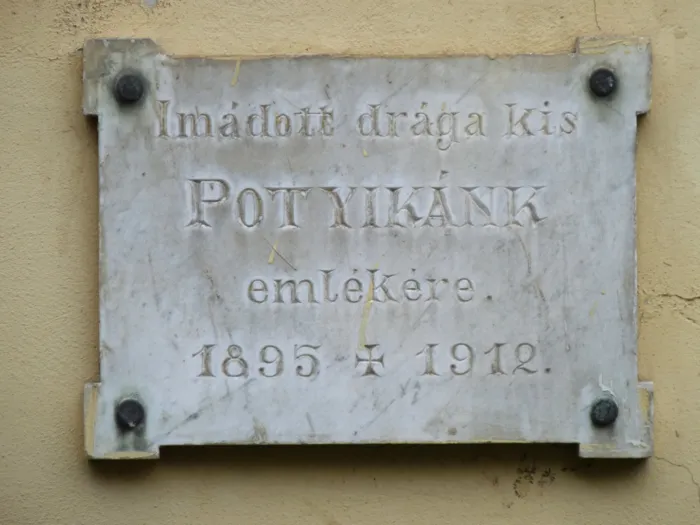 Imádott drága kis
POTYIKÁNK
emlékére.
1895 ✝ 1912.